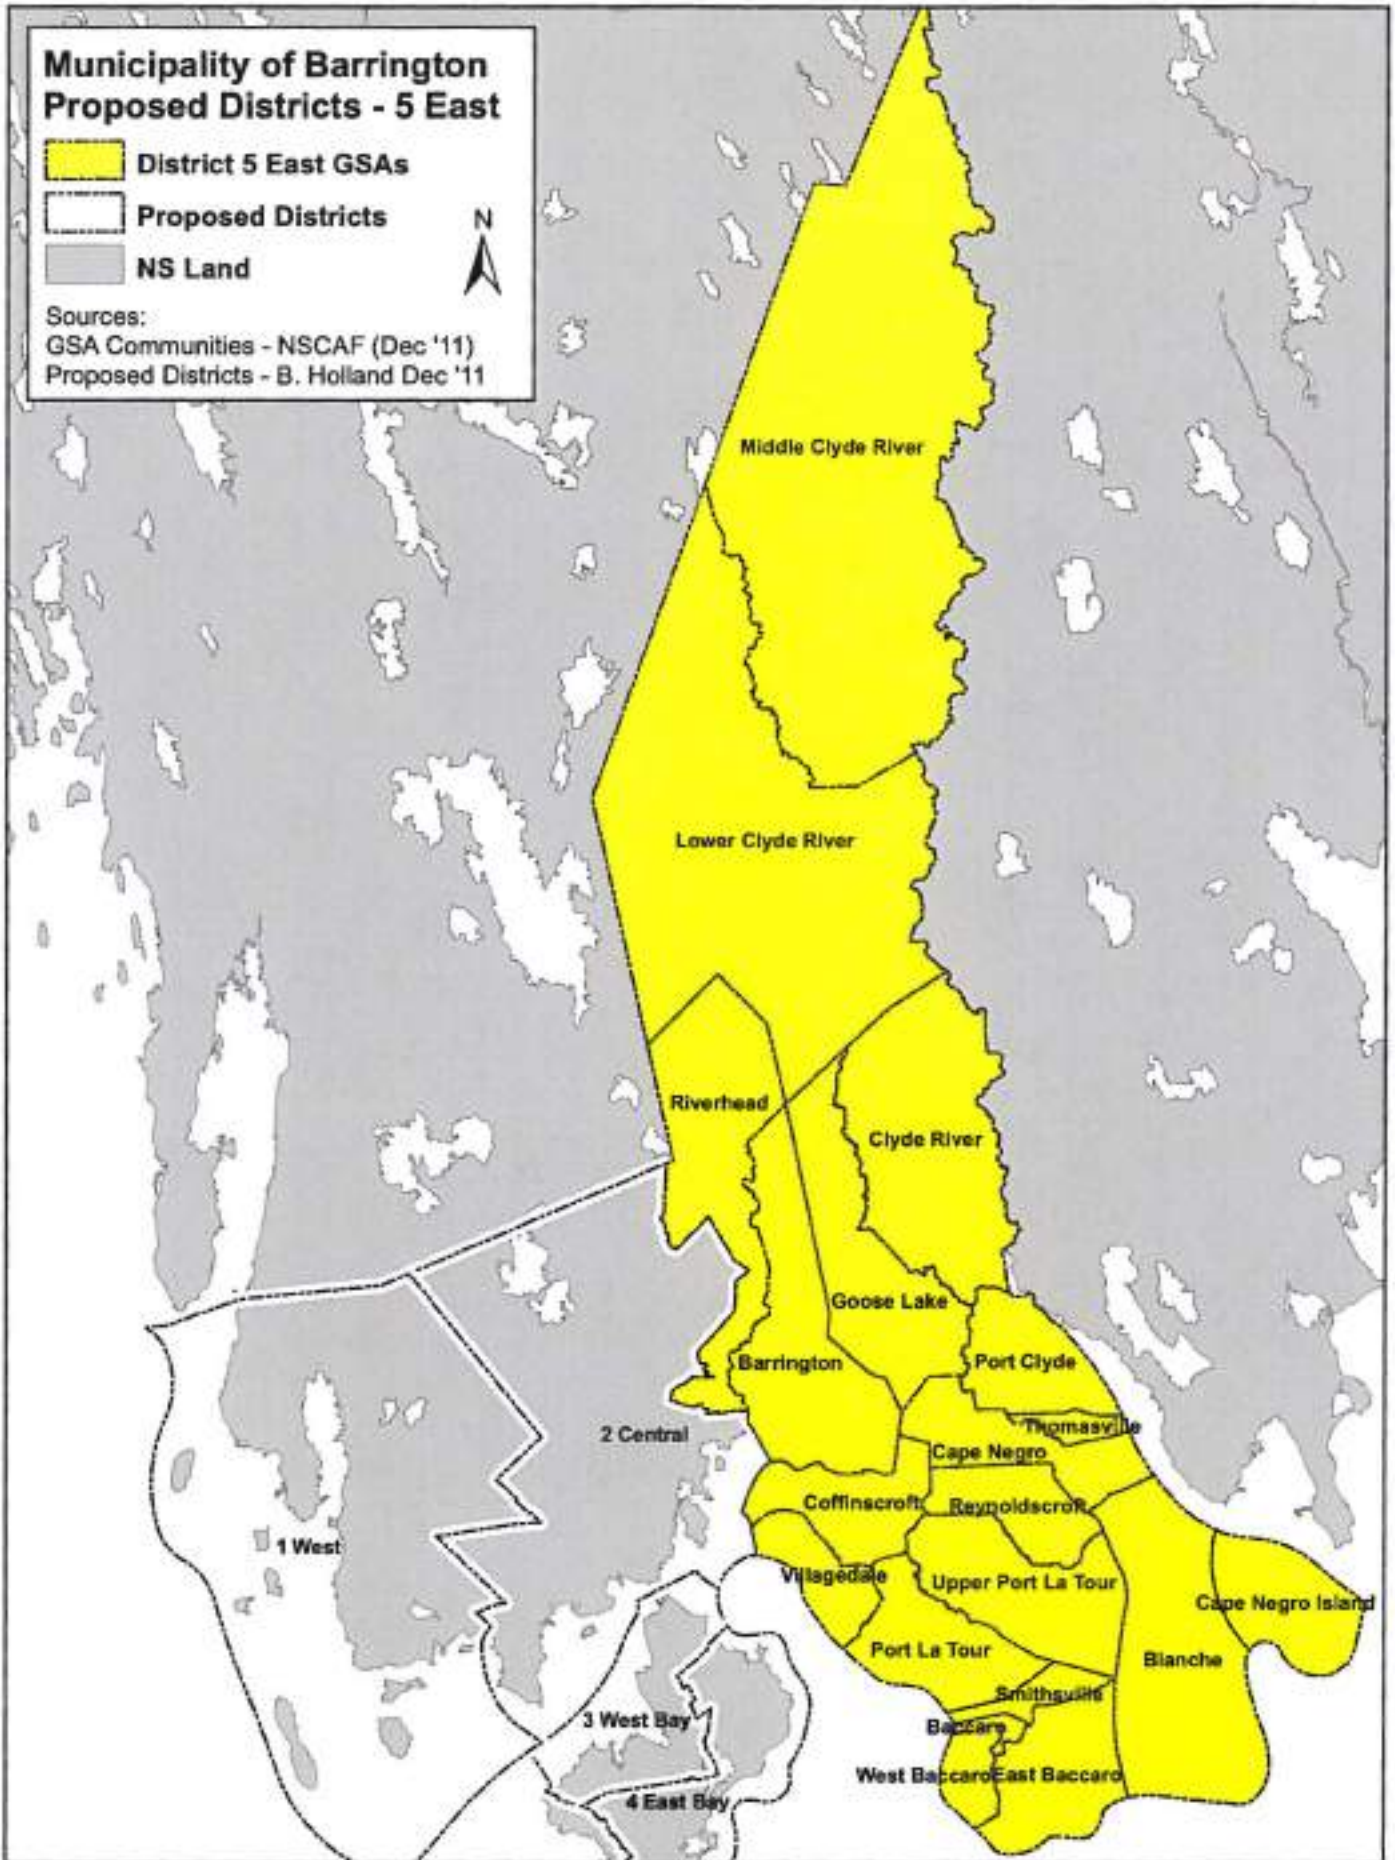 Municipality of Barrington
Proposed Districts - 5 East
District 5 East GSAs
Proposed Districts
NS Land
N
Sources:
GSA Communities - NSCAF (Dec '11)
Proposed Districts - B. Holland Dec '11
Middle Clyde River
Lower Clyde River
Riverhead
Clyde River
Goose Lake
Barrington
Port Clyde
Thomasville
2 Central
Cape Negro
Coffinscroft
Reynoldscroft
1 West
Villagedale
Upper Port La Tour
Cape Negro Island
Port La Tour
Blanche
Smithsville
3 West Bay
Baccaro
West Baccaro
East Baccaro
4 East Bay